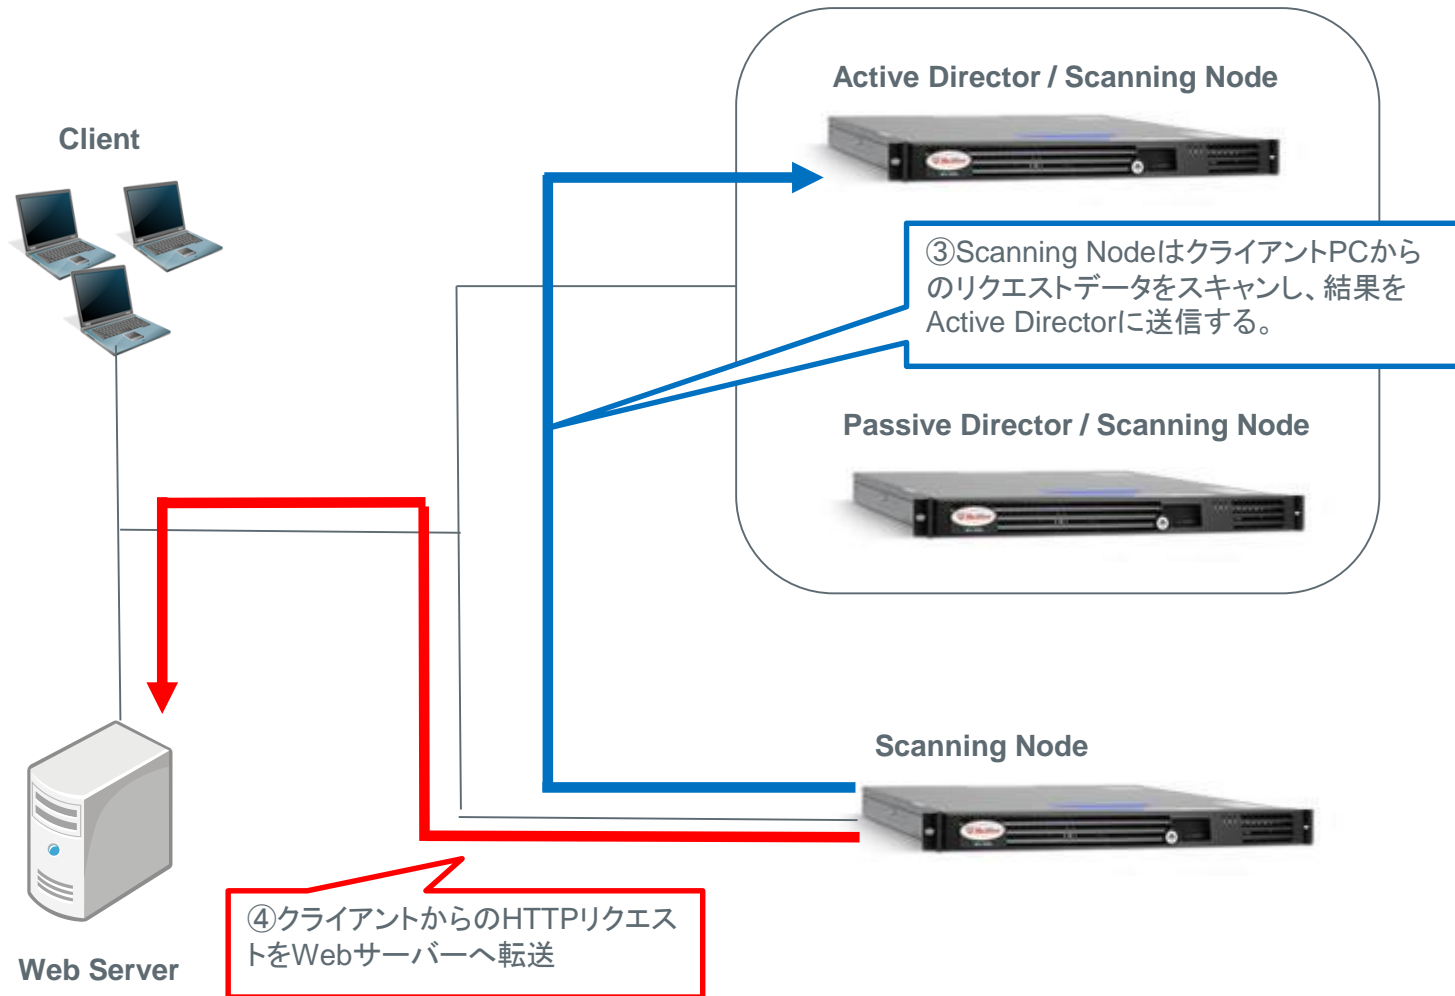 Active Director / Scanning Node
Client
③Scanning NodeはクライアントPCから
のリクエストデータをスキャンし、結果を
Active Directorに送信する。
Passive Director / Scanning Node
Scanning Node
④クライアントからのHTTPリクエス
トをWebサーバーへ転送
Web Server